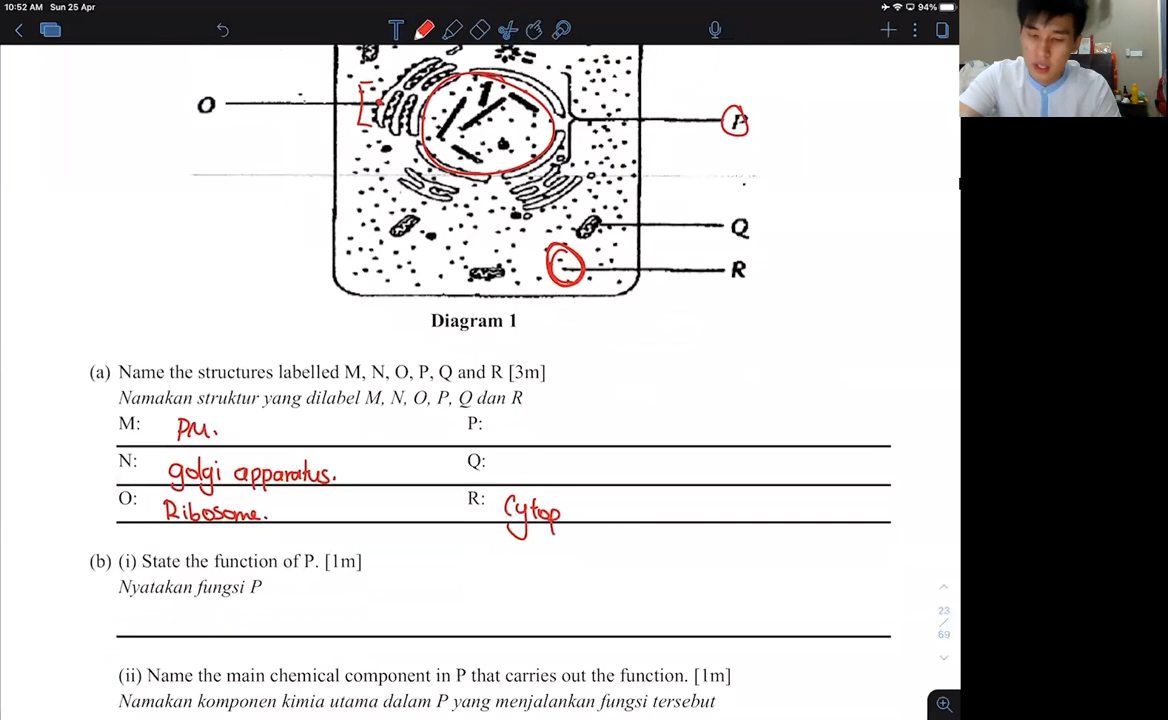 10:52 AM Sun 25 Apr
94%
T
O
P
Q
R
Diagram 1
(a) Name the structures labelled M, N, O, P, Q and R [3m]
Namakan struktur yang dilabel M, N, O, P, Q dan R
M: PM. P:
N: golgi apparatus. Q:
O: Ribosome. R: Cytop
(b) (i) State the function of P. [1m]
Nyatakan fungsi P
23
/
69
(ii) Name the main chemical component in P that carries out the function. [1m]
Namakan komponen kimia utama dalam P yang menjalankan fungsi tersebut